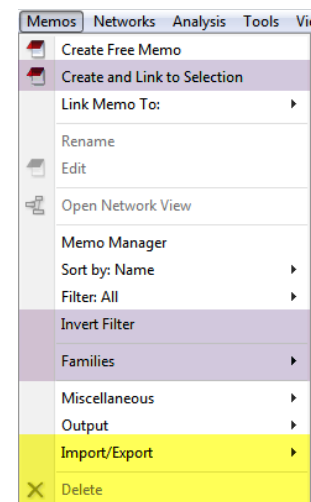 Memos Networks Analysis Tools
Create Free Memo
Create and Link to Selection
Link Memo To:
Rename
Edit
Open Network View
Memo Manager
Sort by: Name
Filter: All
Invert Filter
Families
Miscellaneous
Output
Import/Export
Delete